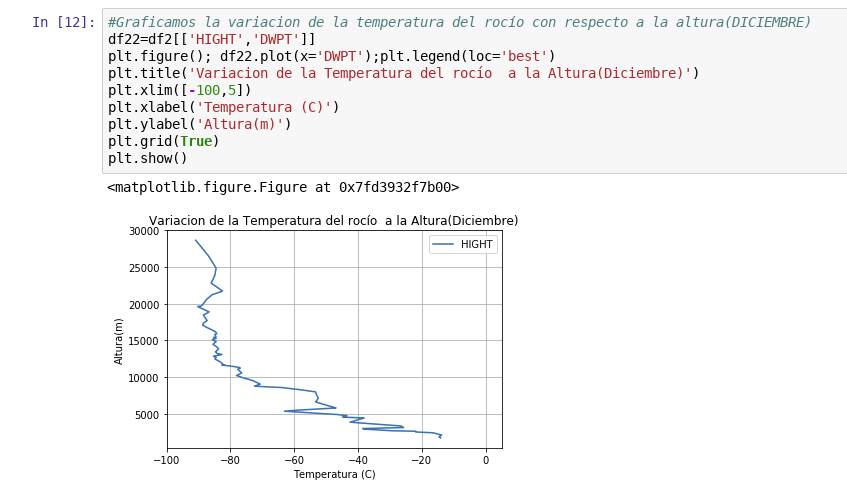 In [12]: #Graficamos la variacion de la temperatura del rocío con respecto a la altura(DICIEMBRE)
df22=df2[['HIGHT','DWPT']]
plt.figure(); df22.plot(x='DWPT');plt.legend(loc='best')
plt.title('Variacion de la Temperatura del rocío  a la Altura(Diciembre)')
plt.xlim([-100,5])
plt.xlabel('Temperatura (C)')
plt.ylabel('Altura(m)')
plt.grid(True)
plt.show()
<matplotlib.figure.Figure at 0x7fd3932f7b00>
Variacion de la Temperatura del rocío  a la Altura(Diciembre)
30000
HIGHT
25000
20000
15000
Altura(m)
10000
5000
−100 −80 −60 −40 −20 0
Temperatura (C)